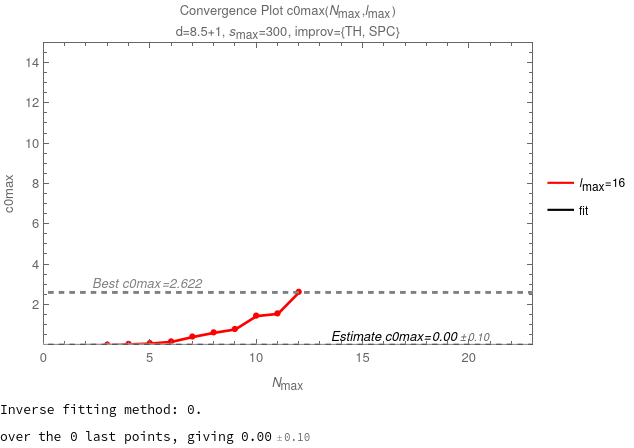 Convergence Plot c0max(Nmax,lmax)
d=8.5+1, smax=300, improv={TH, SPC}
14
12
10
8
6
4
2
c0max
Best c0max=2.622
Estimate c0max=0.00 ±0.10
0 5 10 15 20
Nmax
lmax=16
fit
Inverse fitting method: 0.
over the 0 last points, giving 0.00 ±0.10